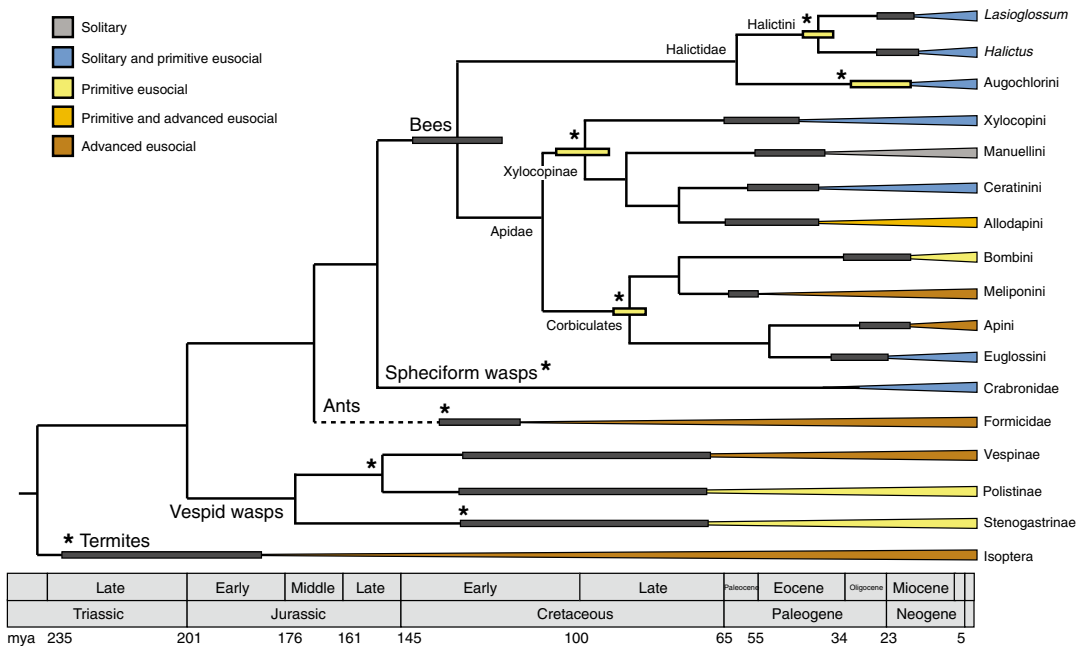 Solitary
Solitary and primitive eusocial
Primitive eusocial
Primitive and advanced eusocial
Advanced eusocial
Lasioglossum
Halictini *
Halictidae
Halictus
* Augochlorini
Bees
Xylocopini
*
Manuellini
Xylocopinae
Ceratinini
Allodapini
Apidae
Bombini
Meliponini
*
Corbiculates
Apini
Euglossini
Spheciform wasps *
Crabronidae
Ants
* Formicidae
Vespinae
*
Polistinae
Vespid wasps
* Stenogastrinae
* Termites
Isoptera
Late Early Middle Late Early Late Paleocene Eocene Oligocene Miocene
Triassic Jurassic Cretaceous Paleogene Neogene
mya 235 201 176 161 145 100 65 55 34 23 5